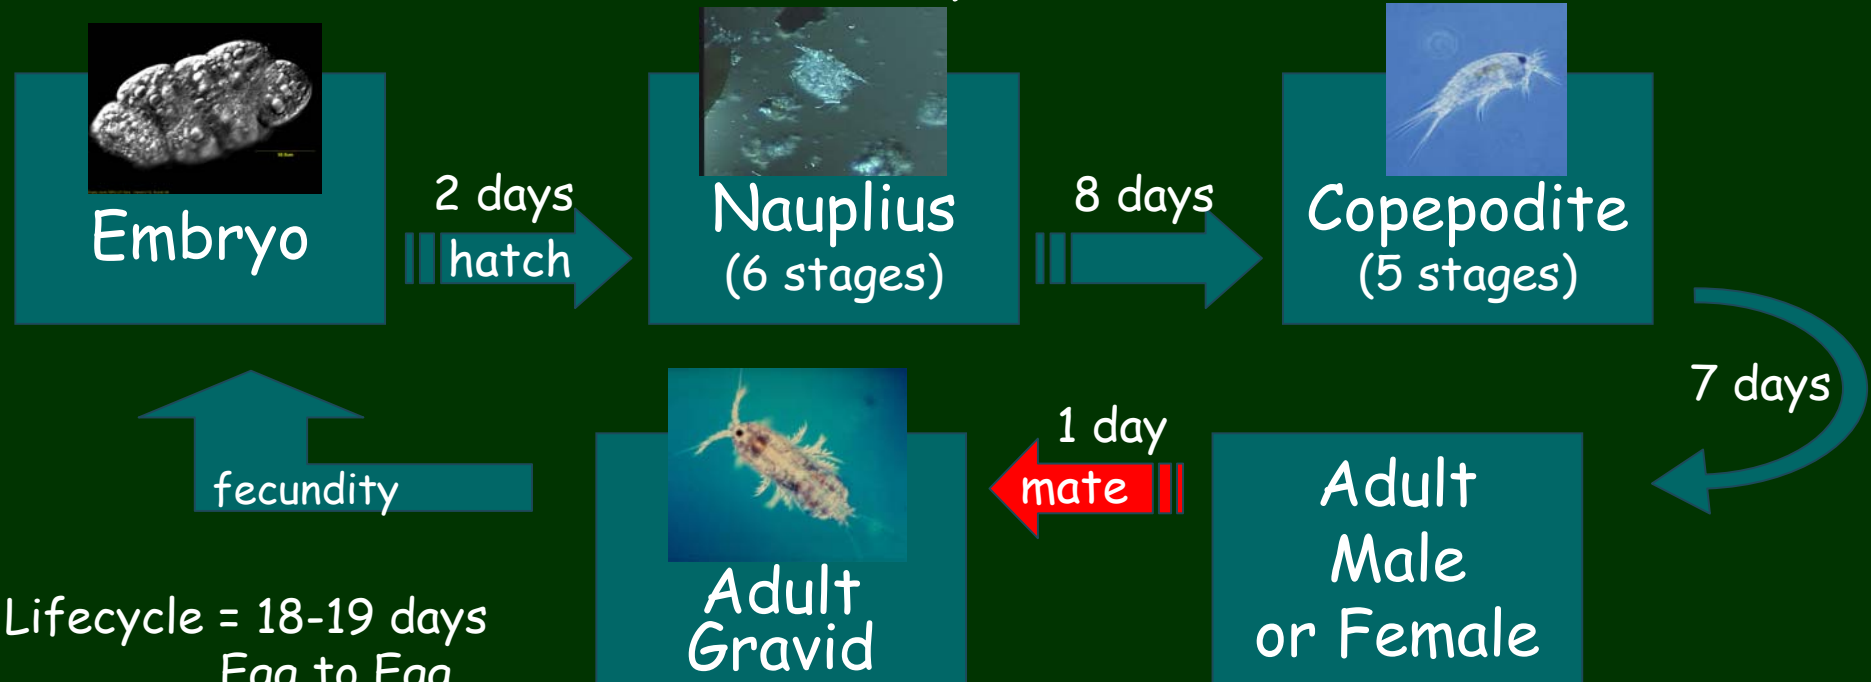 Embryo
2 days
hatch
Nauplius
(6 stages)
8 days
Copepodite
(5 stages)
7 days
Adult
Male
or Female
1 day
mate
Adult
Gravid
fecundity
Lifecycle = 18-19 days
Egg to Egg